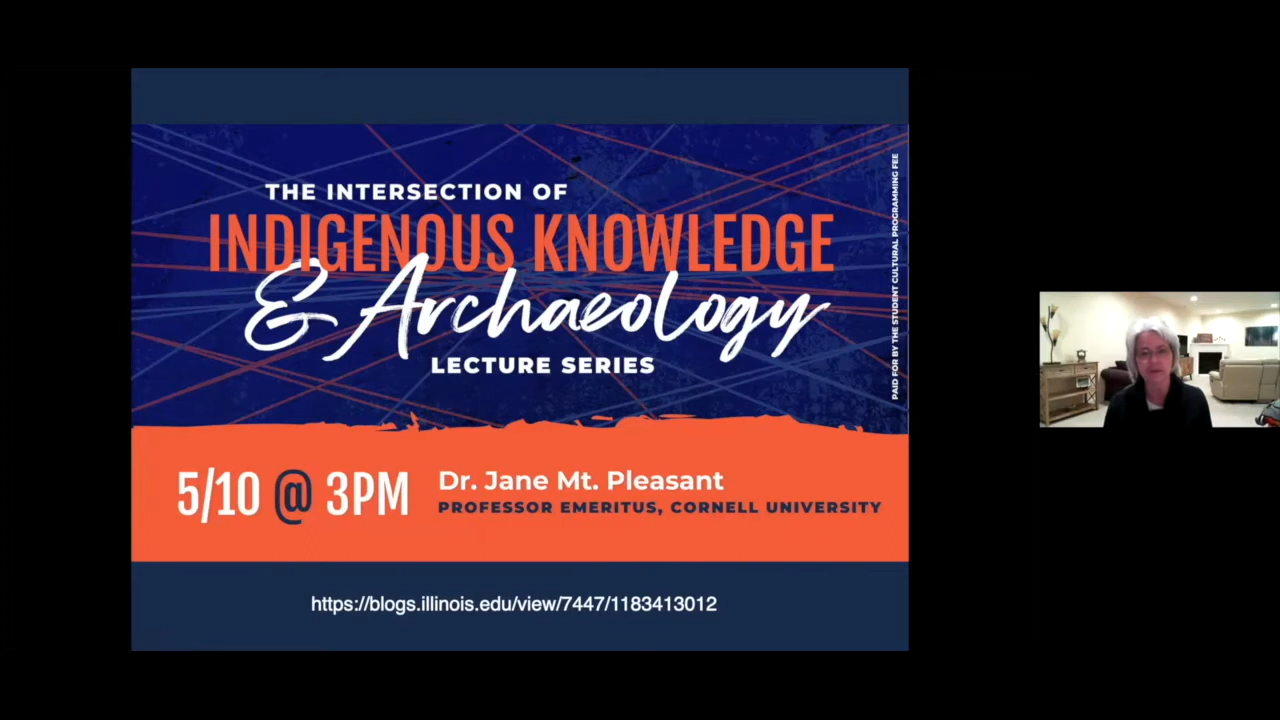 THE INTERSECTION OF
INDIGENOUS KNOWLEDGE
& Archaeology
LECTURE SERIES
PAID FOR BY THE STUDENT CULTURAL PROGRAMMING FEE
5/10 @ 3PM
Dr. Jane Mt. Pleasant
PROFESSOR EMERITUS, CORNELL UNIVERSITY
https://blogs.illinois.edu/view/7447/1183413012